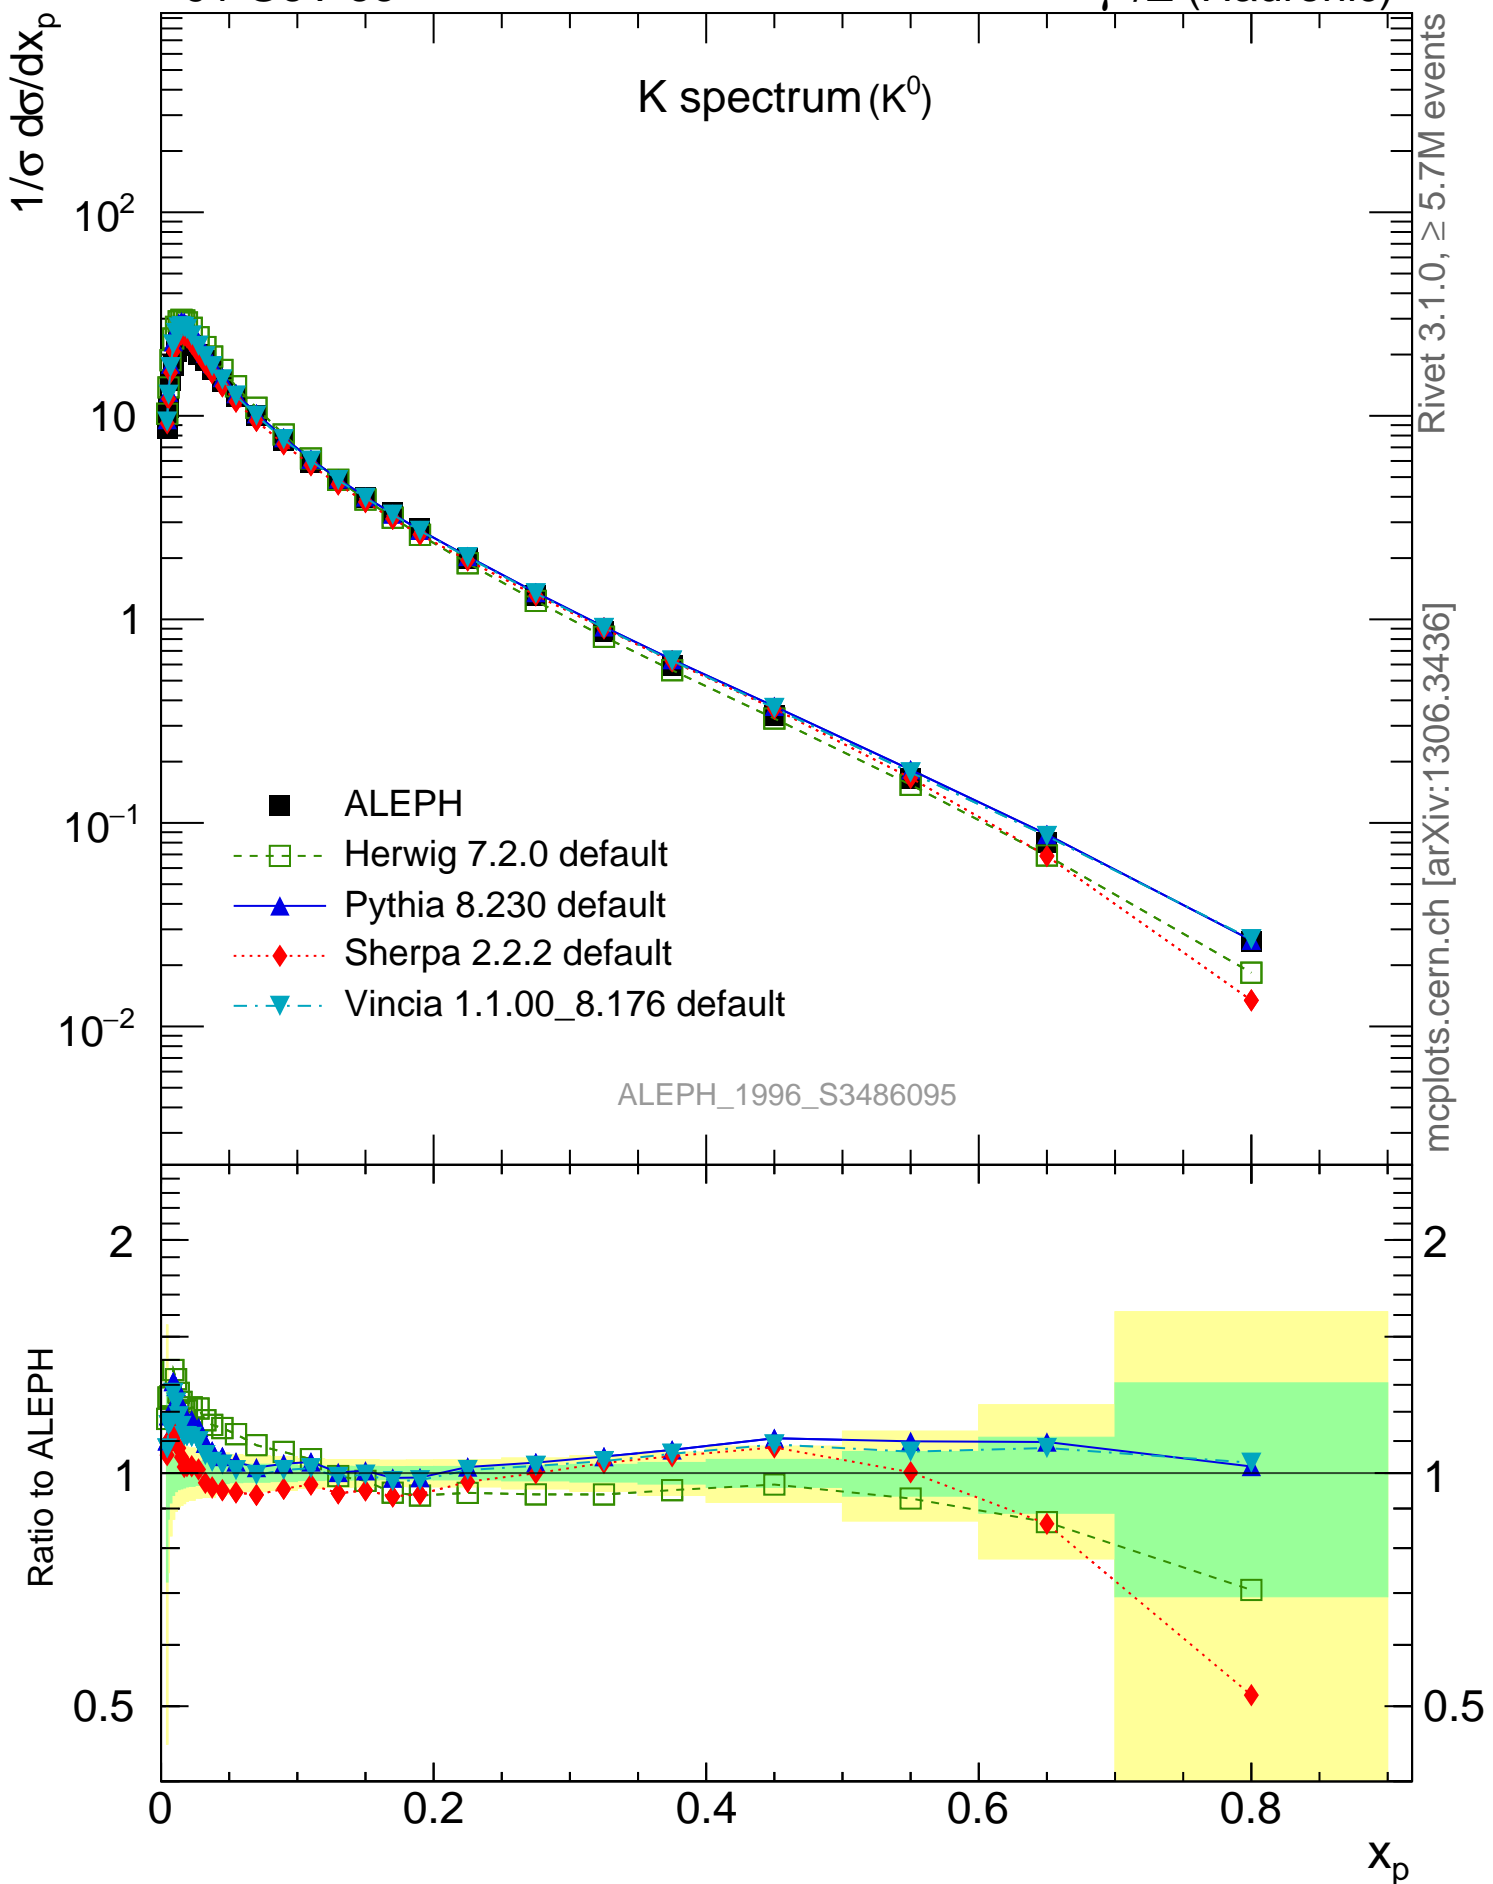 1/σ dσ/dx_p
K spectrum (K⁰)
10²
10
1
10⁻¹
10⁻²
ALEPH
Herwig 7.2.0 default
Pythia 8.230 default
Sherpa 2.2.2 default
Vincia 1.1.00_8.176 default
ALEPH_1996_S3486095
Rivet 3.1.0, ≥ 5.7M events
mcplots.cern.ch [arXiv:1306.3436]
Ratio to ALEPH
2
1
0.5
2
1
0.5
0
0.2
0.4
0.6
0.8
x_p